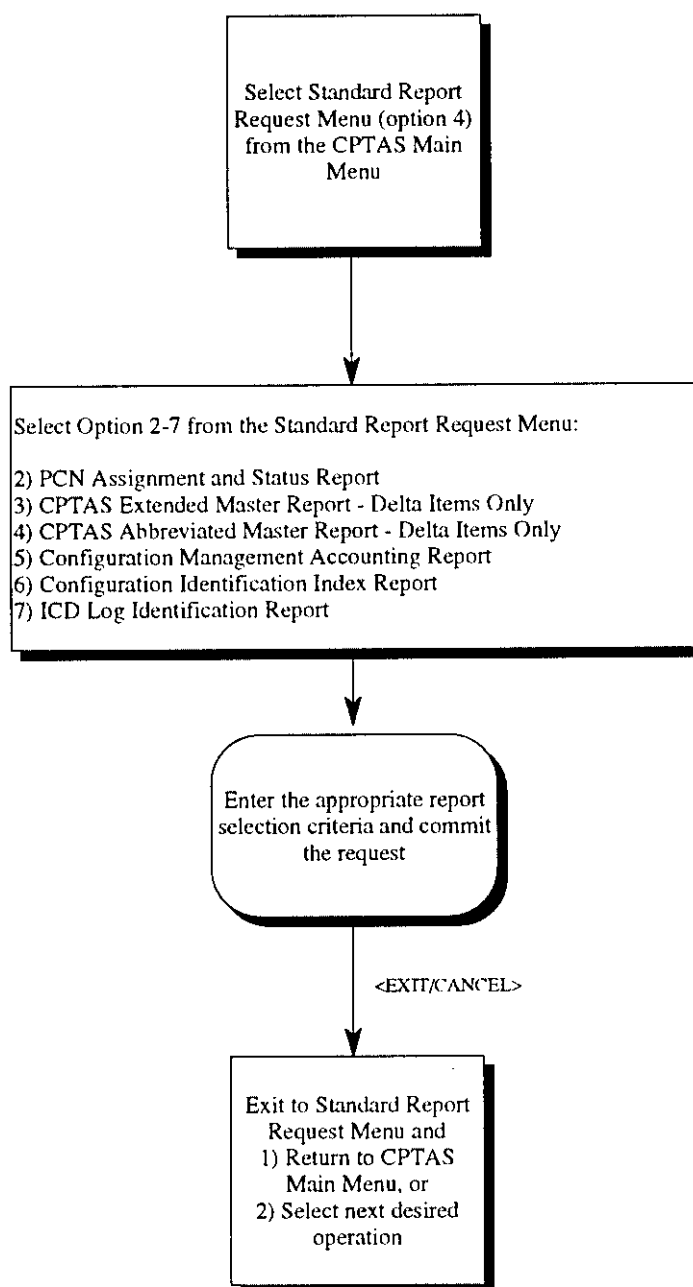 Select Standard Report
Request Menu (option 4)
from the CPTAS Main
Menu
Select Option 2-7 from the Standard Report Request Menu:
2) PCN Assignment and Status Report
3) CPTAS Extended Master Report - Delta Items Only
4) CPTAS Abbreviated Master Report - Delta Items Only
5) Configuration Management Accounting Report
6) Configuration Identification Index Report
7) ICD Log Identification Report
Enter the appropriate report
selection criteria and commit
the request
<EXIT/CANCEL>
Exit to Standard Report
Request Menu and
1) Return to CPTAS
Main Menu, or
2) Select next desired
operation